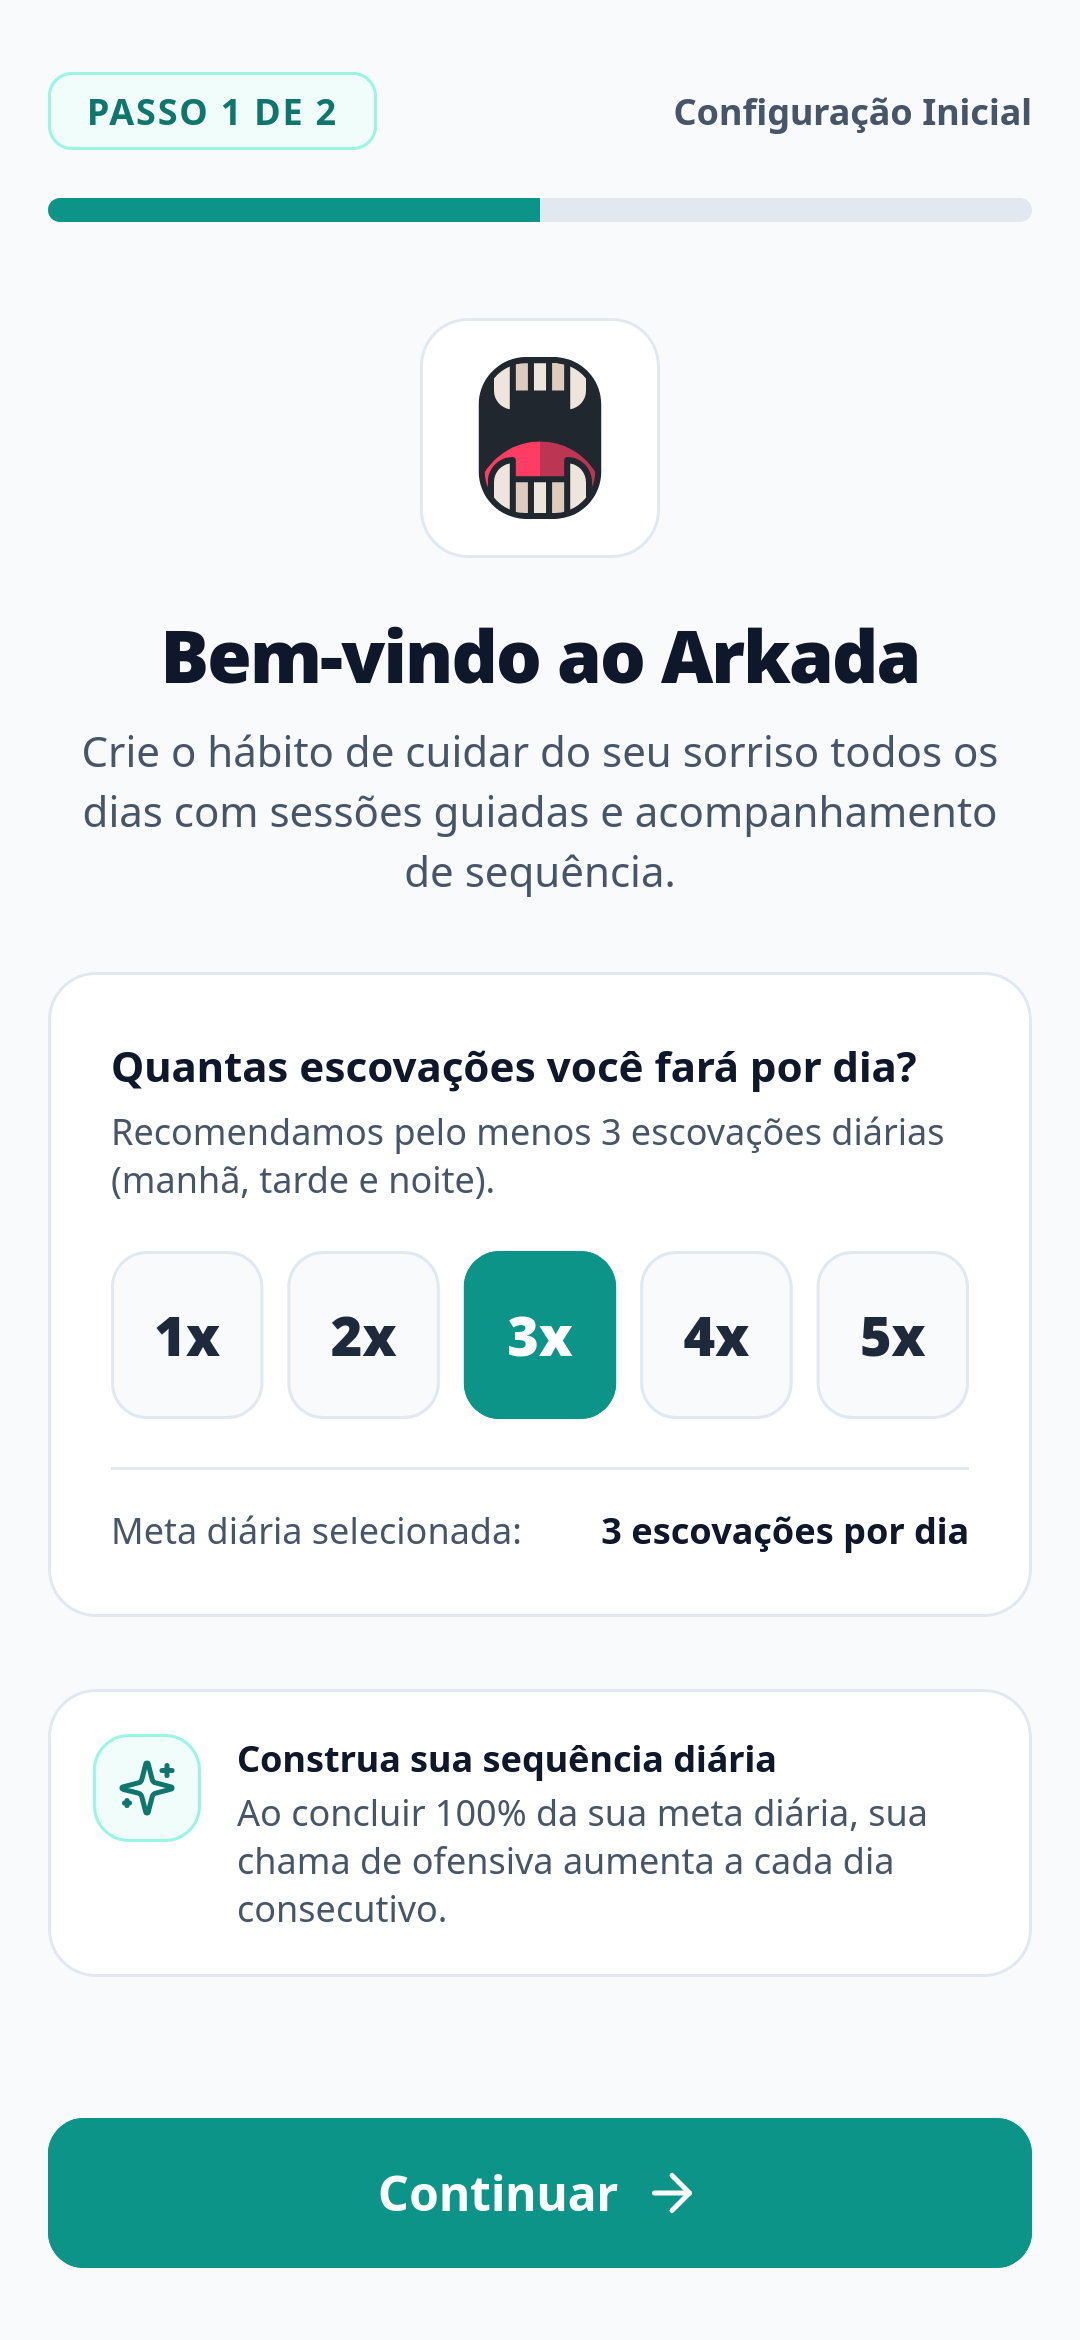 PASSO 1 DE 2
Configuração Inicial
Bem-vindo ao Arkada
Crie o hábito de cuidar do seu sorriso todos os
dias com sessões guiadas e acompanhamento
de sequência.
Quantas escovações você fará por dia?
Recomendamos pelo menos 3 escovações diárias
(manhã, tarde e noite).
1x 2x 3x 4x 5x
Meta diária selecionada: 3 escovações por dia
Construa sua sequência diária
Ao concluir 100% da sua meta diária, sua
chama de ofensiva aumenta a cada dia
consecutivo.
Continuar